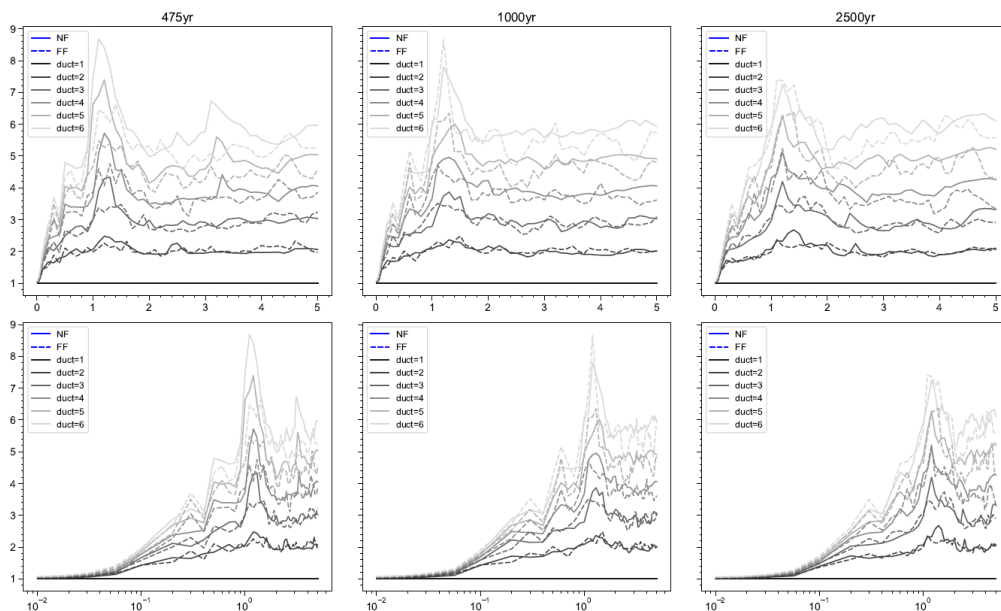 475yr
1000yr
2500yr
9
8
7
6
5
4
3
2
1
NF
FF
duct=1
duct=2
duct=3
duct=4
duct=5
duct=6
NF
FF
duct=1
duct=2
duct=3
duct=4
duct=5
duct=6
NF
FF
duct=1
duct=2
duct=3
duct=4
duct=5
duct=6
0 1 2 3 4 5
0 1 2 3 4 5
0 1 2 3 4 5
9
8
7
6
5
4
3
2
1
NF
FF
duct=1
duct=2
duct=3
duct=4
duct=5
duct=6
NF
FF
duct=1
duct=2
duct=3
duct=4
duct=5
duct=6
NF
FF
duct=1
duct=2
duct=3
duct=4
duct=5
duct=6
10⁻² 10⁻¹ 10⁰
10⁻² 10⁻¹ 10⁰
10⁻² 10⁻¹ 10⁰